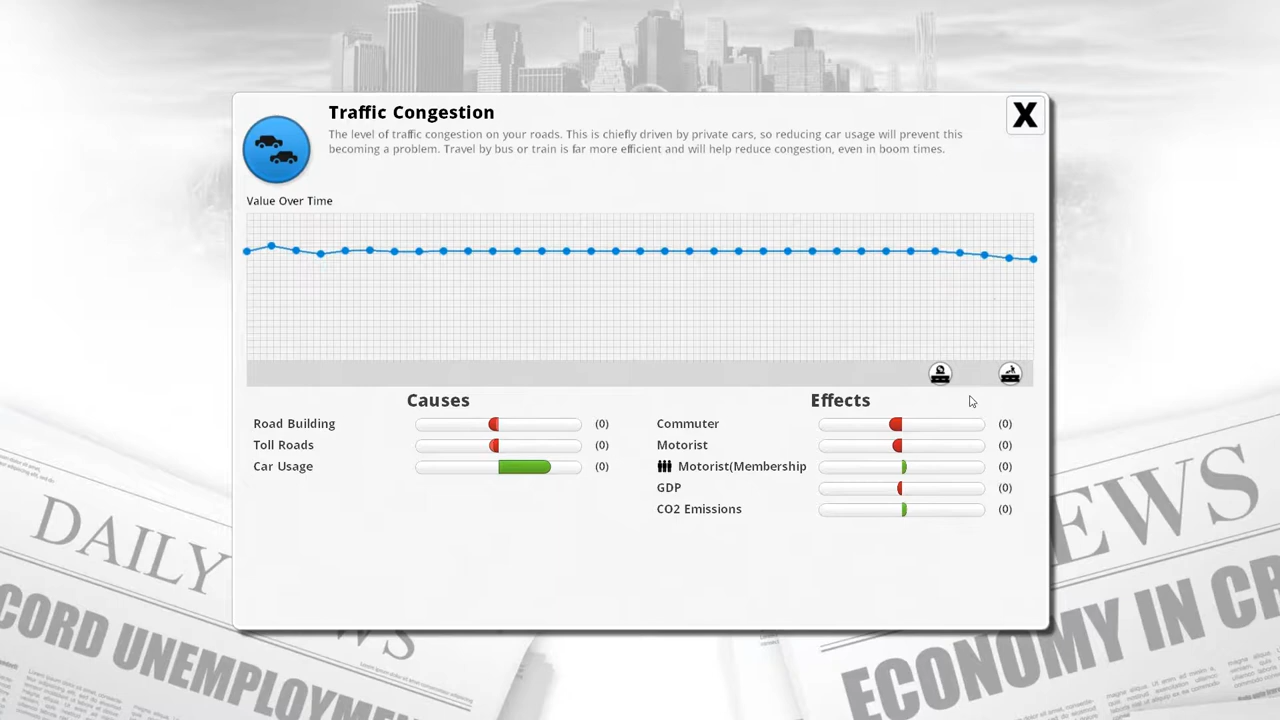 Traffic Congestion
X
The level of traffic congestion on your roads. This is chiefly driven by private cars, so reducing car usage will prevent this
becoming a problem. Travel by bus or train is far more efficient and will help reduce congestion, even in boom times.
Value Over Time
Causes
Road Building (0)
Toll Roads (0)
Car Usage (0)
Effects
Commuter (0)
Motorist (0)
Motorist(Membership (0)
GDP (0)
CO2 Emissions (0)
DAILY
WS
CORD UNEMPLOYMEN
EWS
ECONOMY IN CR